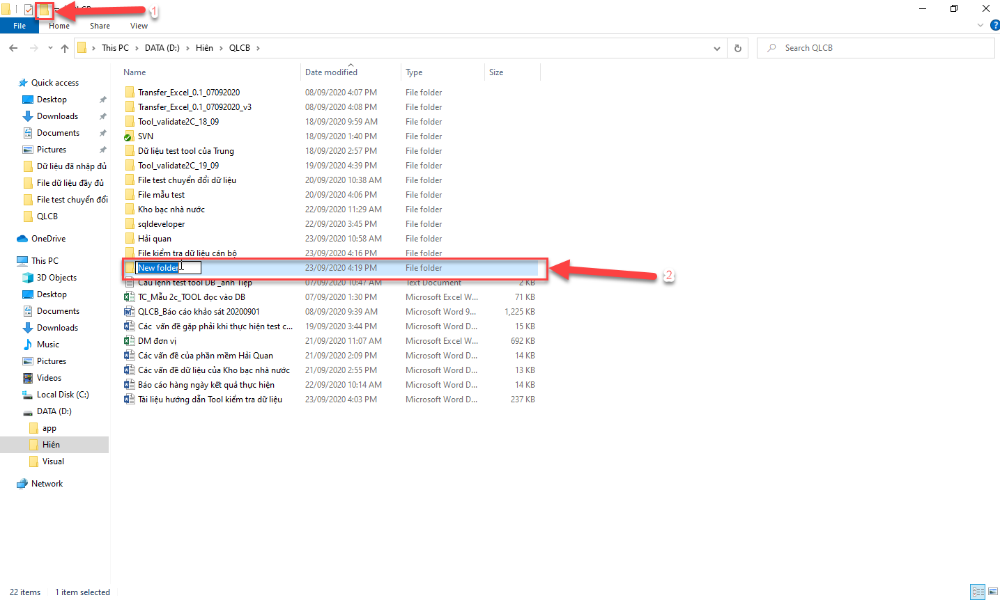 QLCB
1
File Home Share View
This PC > DATA (D:) > Hiên > QLCB >
Search QLCB
Name Date modified Type Size
Quick access
Desktop
Downloads
Documents
Pictures
Dữ liệu đã nhập đủ
File dữ liệu đầy đủ
File test chuyển đổi
QLCB
OneDrive
This PC
3D Objects
Desktop
Documents
Downloads
Music
Pictures
Videos
Local Disk (C:)
DATA (D:)
app
Hiên
Visual
Network
Transfer_Excel_0.1_07092020 08/09/2020 4:07 PM File folder
Transfer_Excel_0.1_07092020_v3 08/09/2020 4:08 PM File folder
Tool_validate2C_18_09 18/09/2020 9:59 AM File folder
SVN 18/09/2020 1:40 PM File folder
Dữ liệu test tool của Trung 18/09/2020 2:57 PM File folder
Tool_validate2C_19_09 19/09/2020 4:39 PM File folder
File test chuyển đổi dữ liệu 20/09/2020 10:38 AM File folder
File mẫu test 20/09/2020 4:06 PM File folder
Kho bạc nhà nước 22/09/2020 11:29 AM File folder
sqldeveloper 22/09/2020 3:45 PM File folder
Hải quan 23/09/2020 10:58 AM File folder
File kiểm tra dữ liệu cán bộ 23/09/2020 4:16 PM File folder
New folder 23/09/2020 4:19 PM File folder
2
Câu lệnh test tool DB _anh Tiệp 07/09/2020 10:47 AM Text Document 2 KB
TC_Mẫu 2c_TOOL đọc vào DB 07/09/2020 1:30 PM Microsoft Excel W... 71 KB
QLCB_Báo cáo khảo sát 20200901 08/09/2020 9:39 AM Microsoft Word 9... 1,225 KB
Các  vấn đề gặp phải khi thực hiện test c... 19/09/2020 3:44 PM Microsoft Word D... 15 KB
DM đơn vị 21/09/2020 11:07 AM Microsoft Excel W... 692 KB
Các vấn đề của phần mềm Hải Quan 21/09/2020 2:09 PM Microsoft Word D... 14 KB
Các vấn đề dữ liệu của Kho bạc nhà nước 21/09/2020 2:55 PM Microsoft Word D... 13 KB
Báo cáo hàng ngày kết quả thực hiện 22/09/2020 10:14 AM Microsoft Word D... 14 KB
Tài liệu hướng dẫn Tool kiểm tra dữ liệu 23/09/2020 4:03 PM Microsoft Word D... 237 KB
22 items 1 item selected